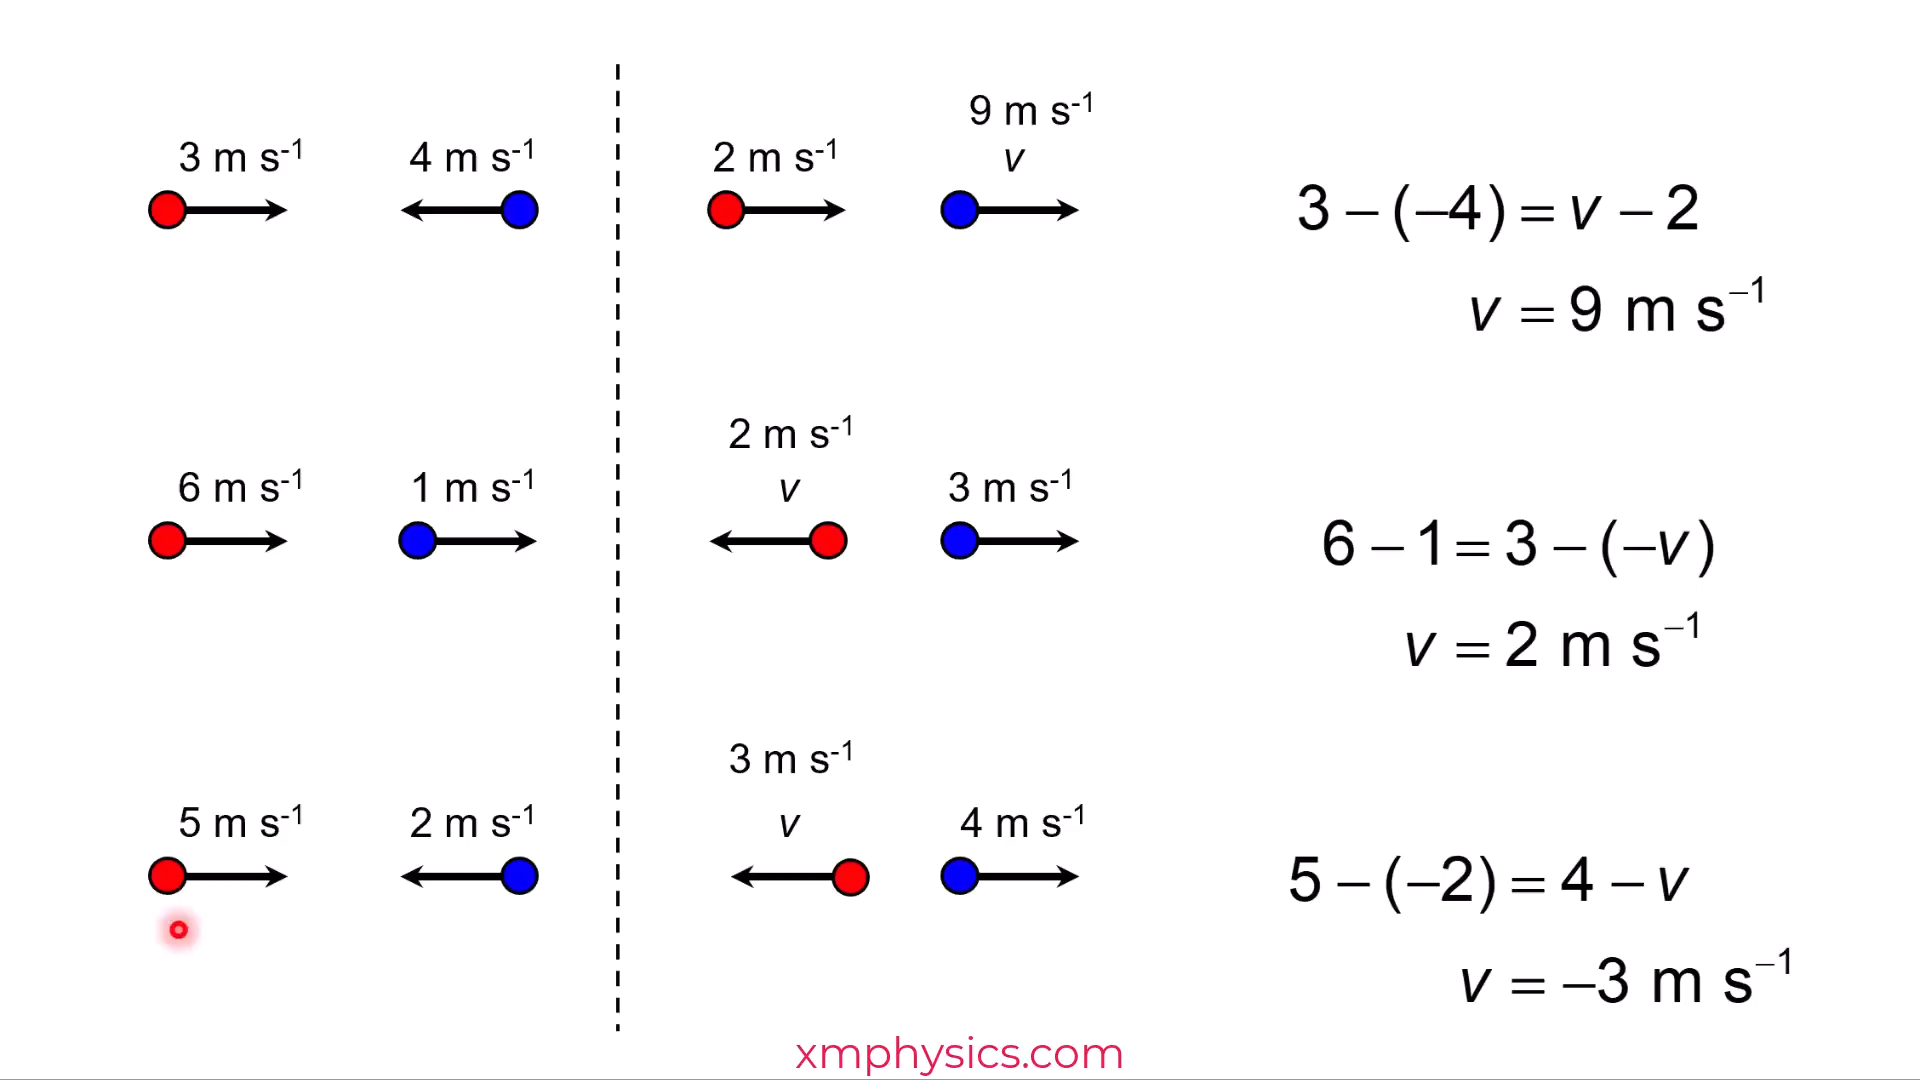 3 m s⁻¹ 4 m s⁻¹ 2 m s⁻¹ 9 m s⁻¹
v
3 – (–4) = v – 2
v = 9 m s⁻¹
6 m s⁻¹ 1 m s⁻¹ 2 m s⁻¹
v 3 m s⁻¹
6 – 1 = 3 – (–v)
v = 2 m s⁻¹
5 m s⁻¹ 2 m s⁻¹ 3 m s⁻¹
v 4 m s⁻¹
5 – (–2) = 4 – v
v = –3 m s⁻¹
xmphysics.com